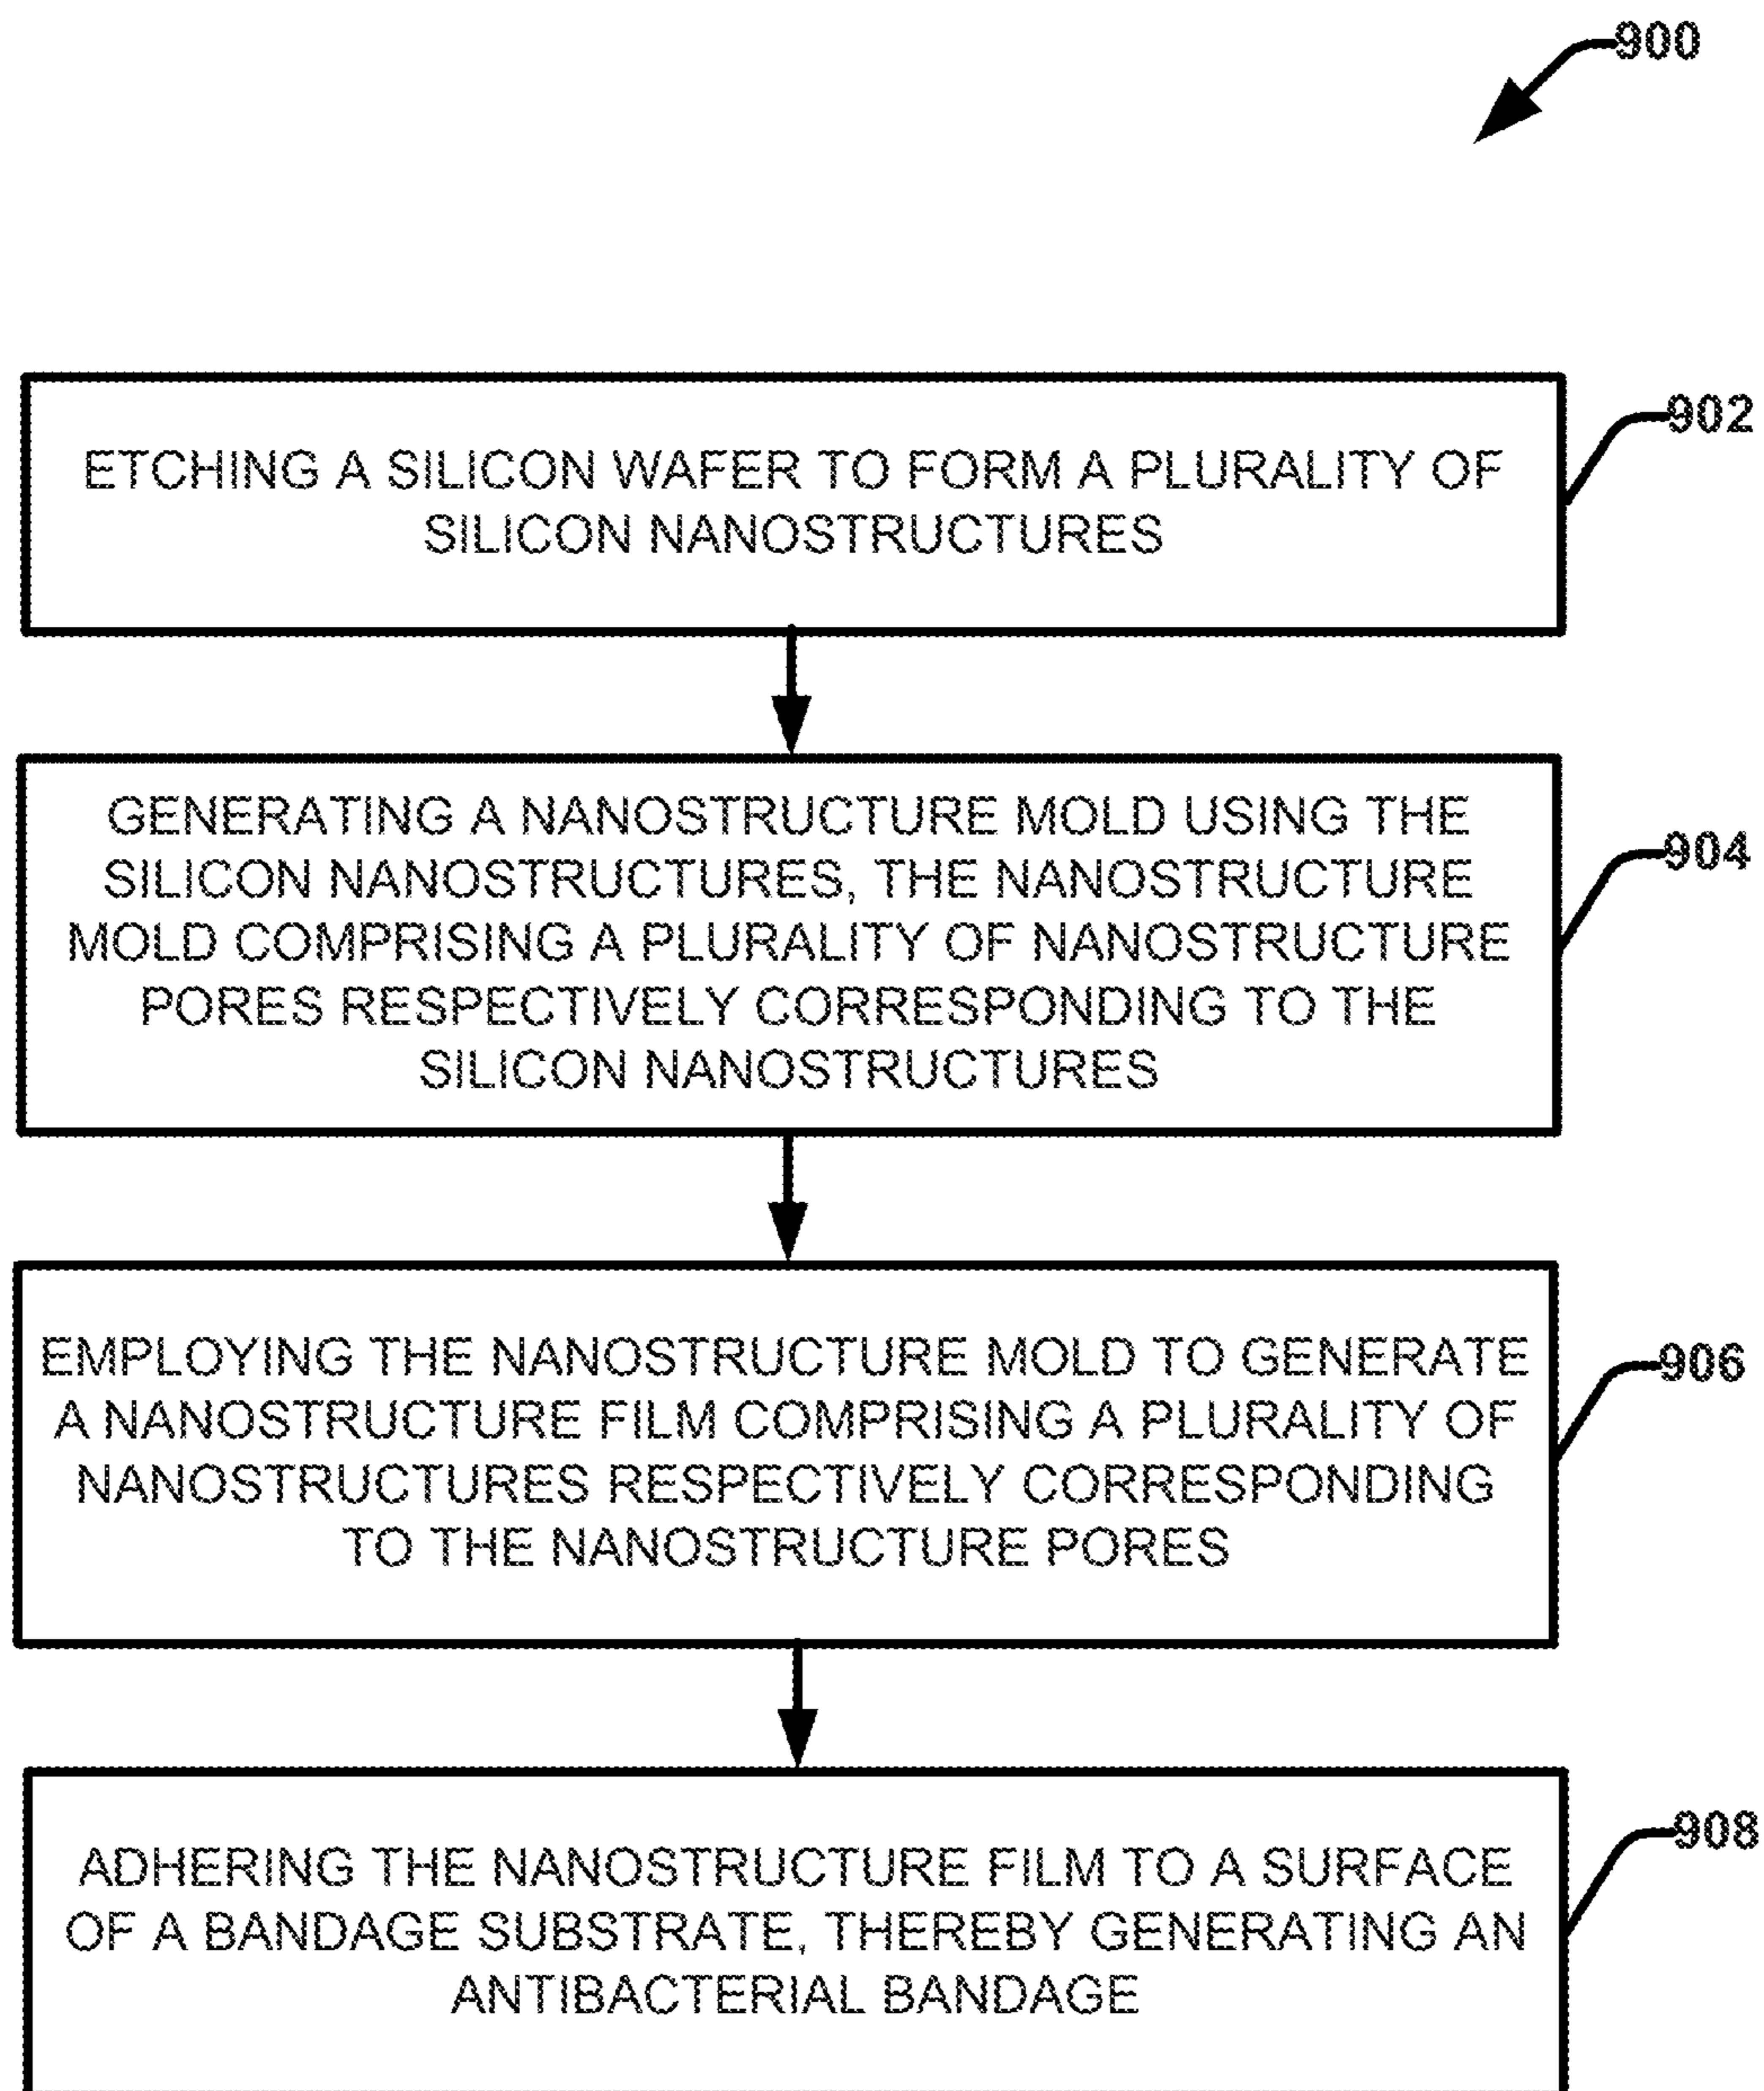 900
902
ETCHING A SILICON WAFER TO FORM A PLURALITY OF
SILICON NANOSTRUCTURES
904
GENERATING A NANOSTRUCTURE MOLD USING THE
SILICON NANOSTRUCTURES, THE NANOSTRUCTURE
MOLD COMPRISING A PLURALITY OF NANOSTRUCTURE
PORES RESPECTIVELY CORRESPONDING TO THE
SILICON NANOSTRUCTURES
906
EMPLOYING THE NANOSTRUCTURE MOLD TO GENERATE
A NANOSTRUCTURE FILM COMPRISING A PLURALITY OF
NANOSTRUCTURES RESPECTIVELY CORRESPONDING
TO THE NANOSTRUCTURE PORES
908
ADHERING THE NANOSTRUCTURE FILM TO A SURFACE
OF A BANDAGE SUBSTRATE, THEREBY GENERATING AN
ANTIBACTERIAL BANDAGE